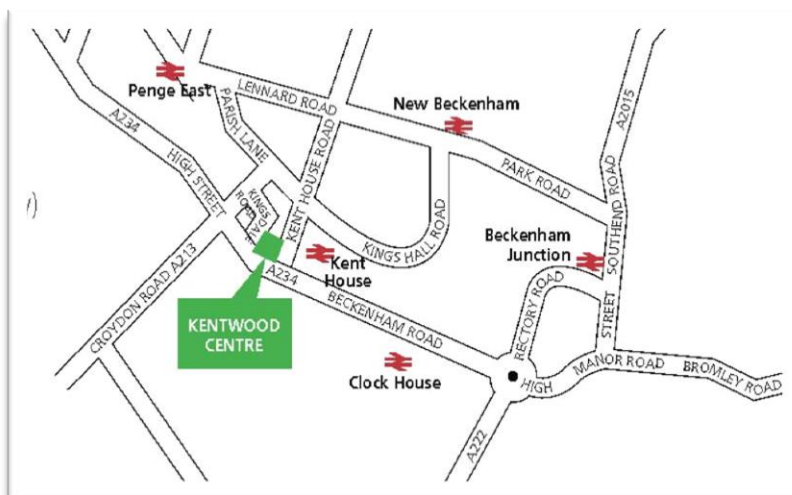 Penge East
LENNARD ROAD
New Beckenham
A2015
A234
PARISH LANE
HIGH STREET
KENT HOUSE ROAD
PARK ROAD
KINGSDALE
ROAD
KINGS HALL ROAD
SOUTHEND ROAD
Beckenham
Junction
Kent
House
CROYDON ROAD A213
A234
BECKENHAM ROAD
RECTORY ROAD
STREET
KENTWOOD
CENTRE
Clock House
HIGH
MANOR ROAD
BROMLEY ROAD
A222